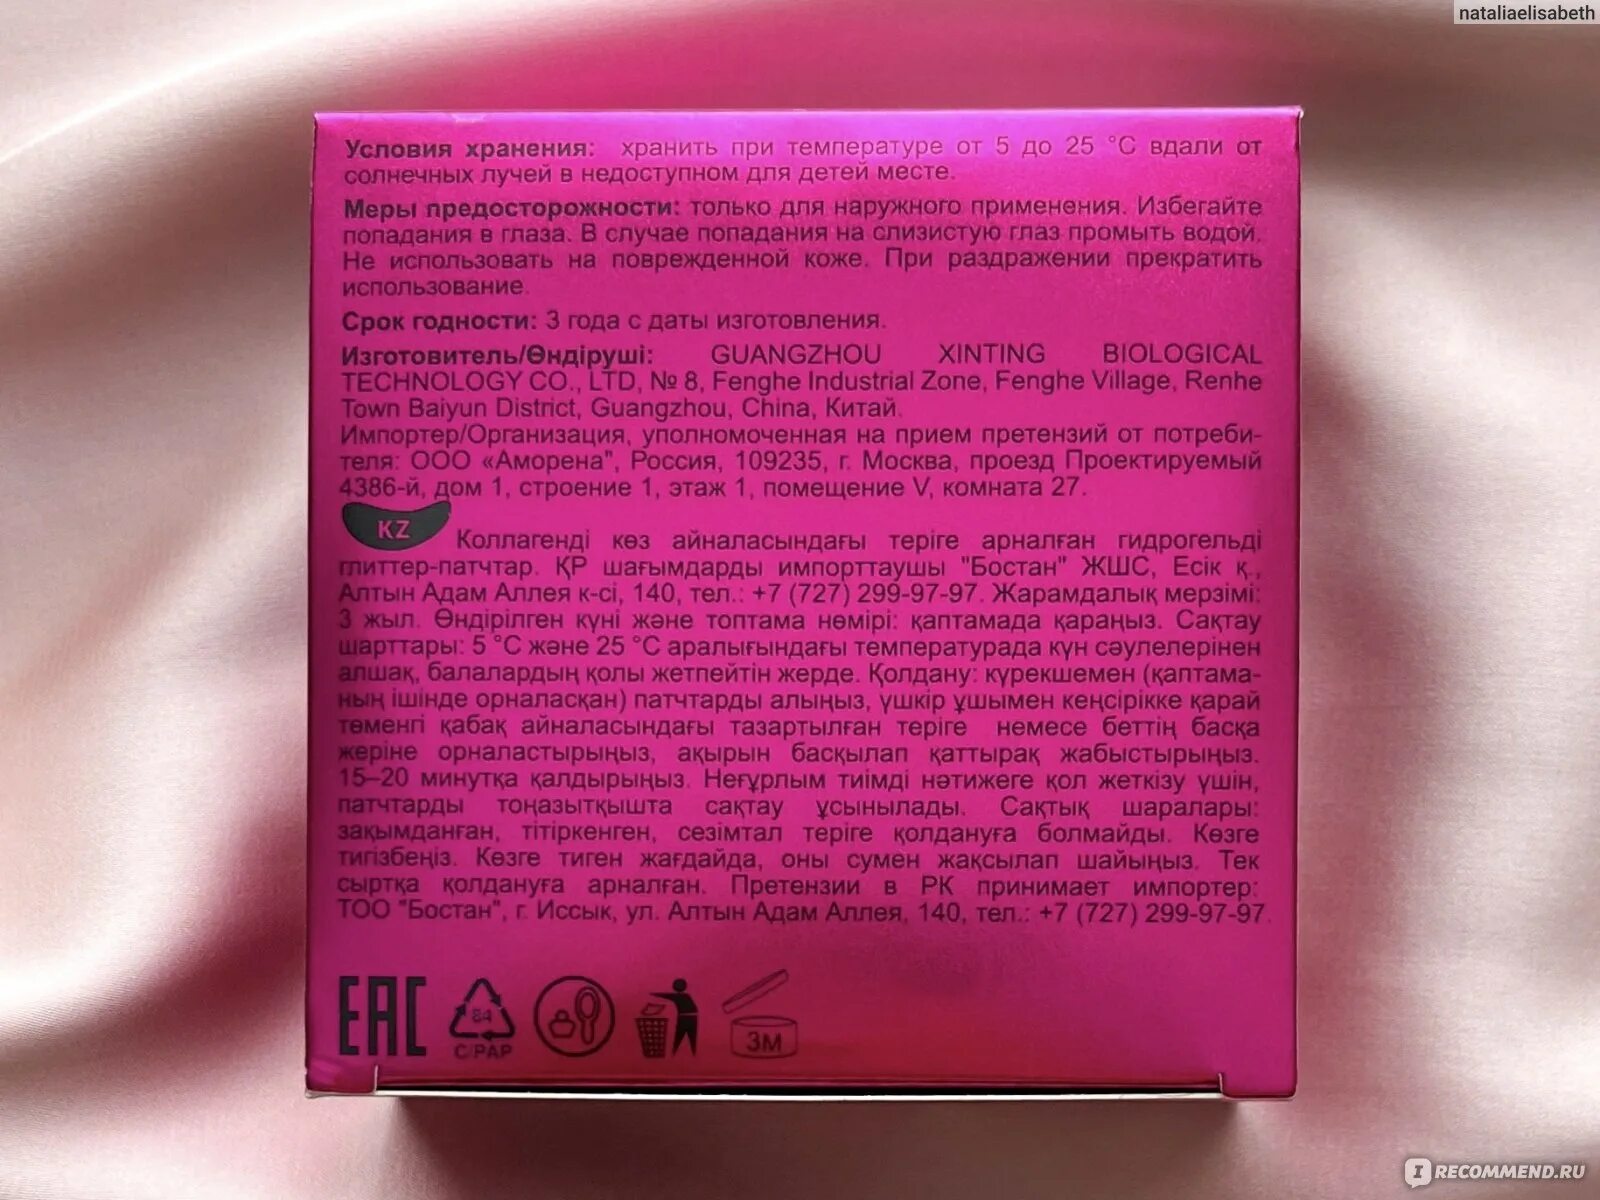 nataliaelisabeth
Условия хранения: хранить при температуре от 5 до 25 °C вдали от
солнечных лучей в недоступном для детей месте.
Меры предосторожности: только для наружного применения. Избегайте
попадания в глаза. В случае попадания на слизистую глаз промыть водой.
Не использовать на поврежденной коже. При раздражении прекратить
использование.
Срок годности: 3 года с даты изготовления.
Изготовитель/Өндіруші: GUANGZHOU XINTING BIOLOGICAL
TECHNOLOGY CO., LTD, № 8, Fenghe Industrial Zone, Fenghe Village, Renhe
Town Baiyun District, Guangzhou, China, Китай.
Импортер/Организация, уполномоченная на прием претензий от потреби-
теля: ООО «Аморена", Россия, 109235, г. Москва, проезд Проектируемый
4386-й, дом 1, строение 1, этаж 1, помещение V, комната 27.
KZ Коллагенді көз айналасындағы теріге арналған гидрогельді
глиттер-патчтар. ҚР шағымдарды импорттаушы "Бостан" ЖШС, Есік қ.,
Алтын Адам Аллея к-сі, 140, тел.: +7 (727) 299-97-97. Жарамдалық мерзімі:
3 жыл. Өндірілген күні және топтама нөмірі: қаптамада қараңыз. Сақтау
шарттары: 5 °C және 25 °C аралығындағы температурада күн сәулелерінен
алшақ, балалардың қолы жетпейтін жерде. Қолдану: күрекшемен (қаптама-
ның ішінде орналасқан) патчтарды алыңыз, үшкір ұшымен кеңсірікке қарай
төменгі қабақ айналасындағы тазартылған теріге немесе беттің басқа
жеріне орналастырыңыз, ақырын басқылап қаттырақ жабыстырыңыз.
15–20 минутқа қалдырыңыз. Неғұрлым тиімді нәтижеге қол жеткізу үшін,
патчтарды тоңазытқышта сақтау ұсынылады. Сақтық шаралары:
зақымданған, тітіркенген, сезімтал теріге қолдануға болмайды. Көзге
тигізбеңіз. Көзге тиген жағдайда, оны сумен жақсылап шайыңыз. Тек
сыртқа қолдануға арналған. Претензии в РК принимает импортер:
ТОО "Бостан", г. Иссык, ул. Алтын Адам Аллея, 140, тел.: +7 (727) 299-97-97.
EAC 84 3М
C/PAP
IRECOMMEND.RU